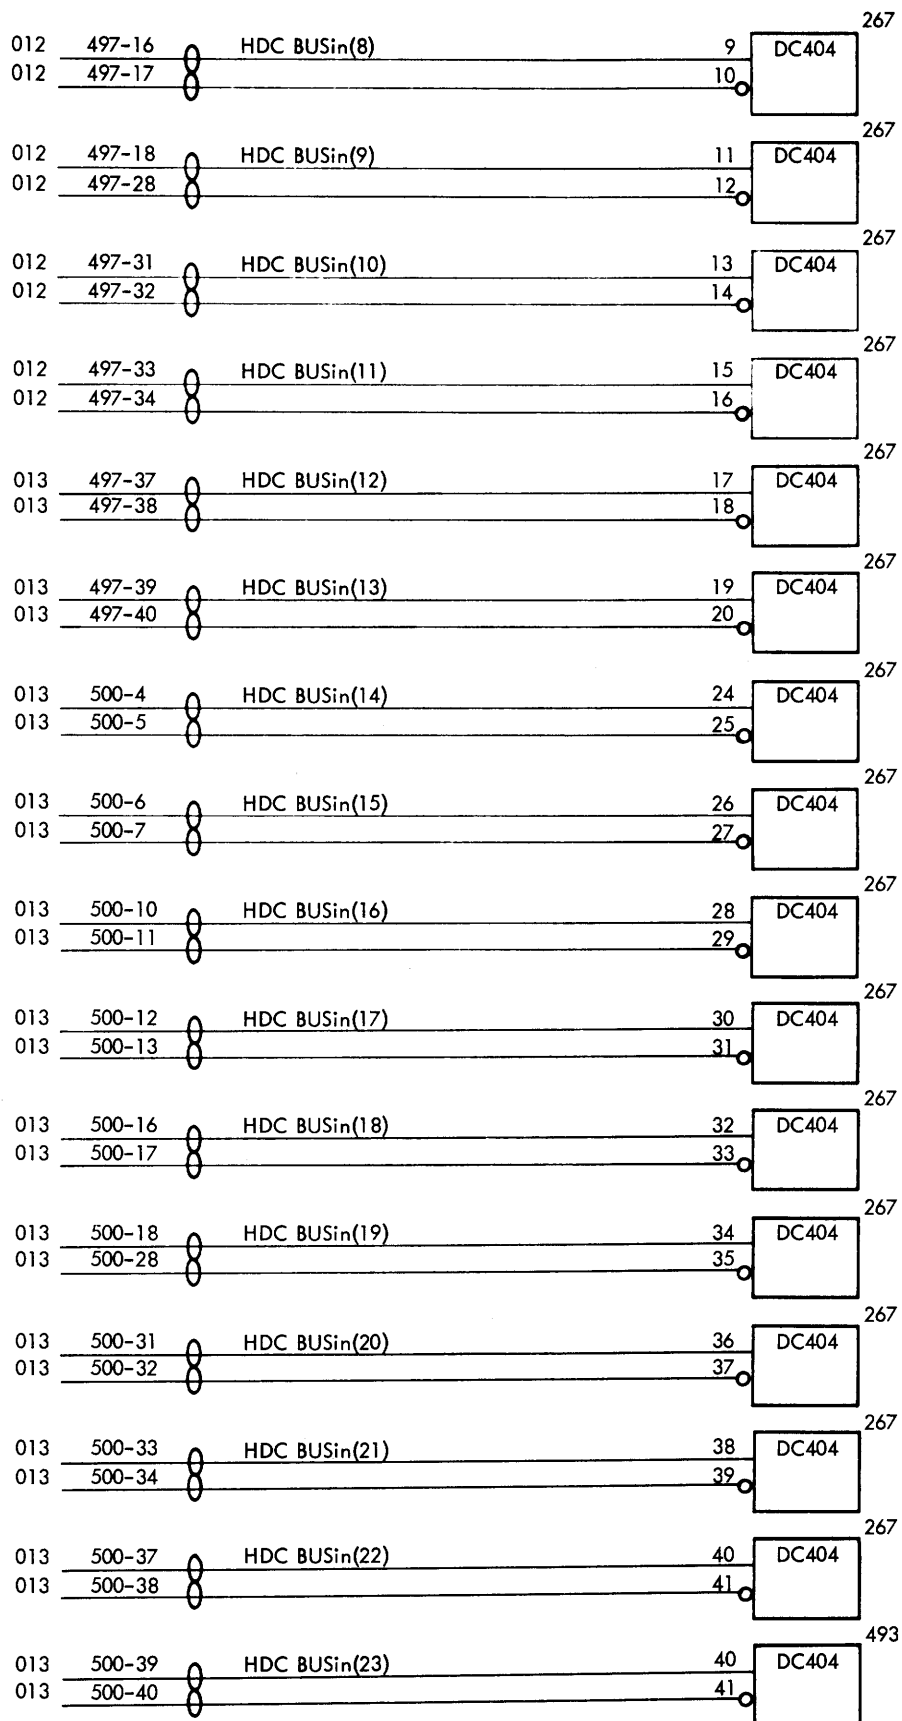 267
012 497-16 HDC BUSin(8) 9 DC404
012 497-17 10
267
012 497-18 HDC BUSin(9) 11 DC404
012 497-28 12
267
012 497-31 HDC BUSin(10) 13 DC404
012 497-32 14
267
012 497-33 HDC BUSin(11) 15 DC404
012 497-34 16
267
013 497-37 HDC BUSin(12) 17 DC404
013 497-38 18
267
013 497-39 HDC BUSin(13) 19 DC404
013 497-40 20
267
013 500-4 HDC BUSin(14) 24 DC404
013 500-5 25
267
013 500-6 HDC BUSin(15) 26 DC404
013 500-7 27
267
013 500-10 HDC BUSin(16) 28 DC404
013 500-11 29
267
013 500-12 HDC BUSin(17) 30 DC404
013 500-13 31
267
013 500-16 HDC BUSin(18) 32 DC404
013 500-17 33
267
013 500-18 HDC BUSin(19) 34 DC404
013 500-28 35
267
013 500-31 HDC BUSin(20) 36 DC404
013 500-32 37
267
013 500-33 HDC BUSin(21) 38 DC404
013 500-34 39
267
013 500-37 HDC BUSin(22) 40 DC404
013 500-38 41
493
013 500-39 HDC BUSin(23) 40 DC404
013 500-40 41